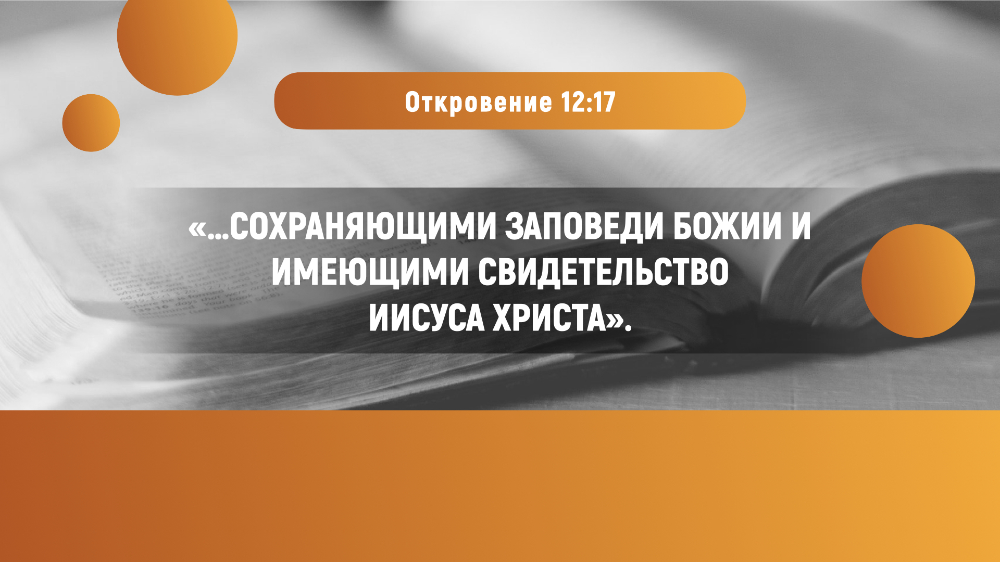 Откровение 12:17
«...СОХРАНЯЮЩИМИ ЗАПОВЕДИ БОЖИИ И
ИМЕЮЩИМИ СВИДЕТЕЛЬСТВО
ИИСУСА ХРИСТА».